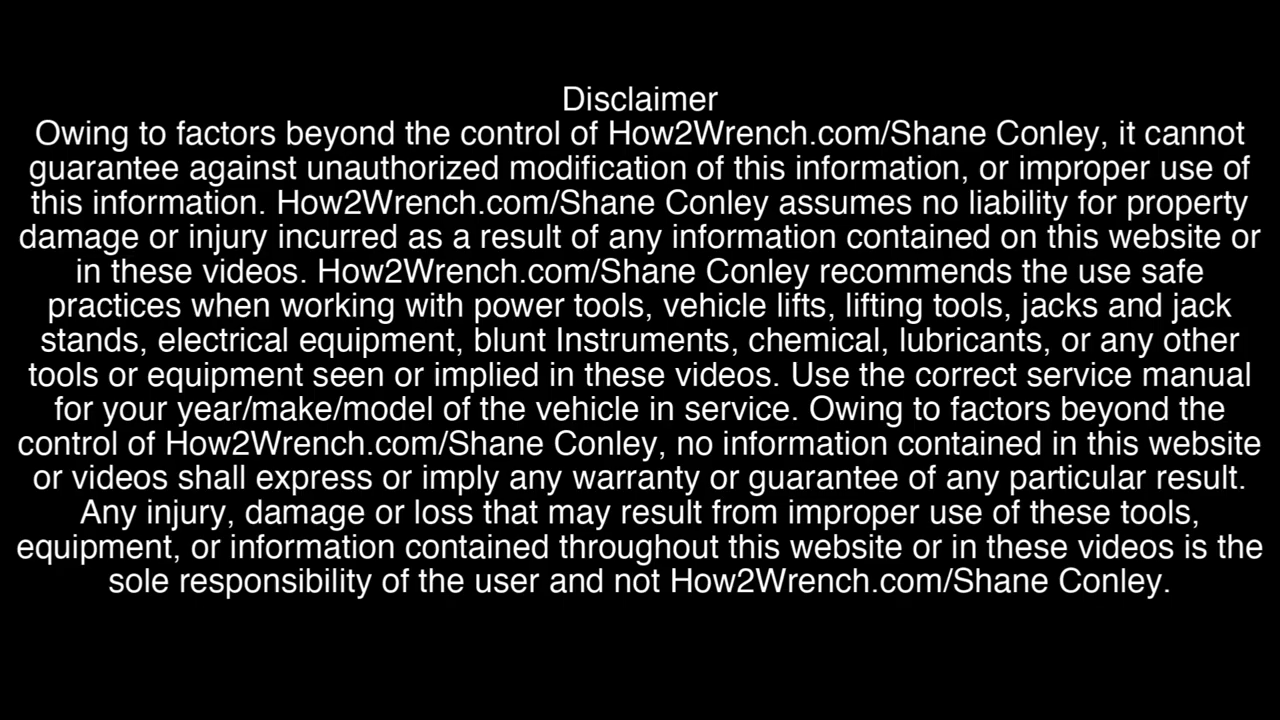 Disclaimer
Owing to factors beyond the control of How2Wrench.com/Shane Conley, it cannot
guarantee against unauthorized modification of this information, or improper use of
this information. How2Wrench.com/Shane Conley assumes no liability for property
damage or injury incurred as a result of any information contained on this website or
in these videos. How2Wrench.com/Shane Conley recommends the use safe
practices when working with power tools, vehicle lifts, lifting tools, jacks and jack
stands, electrical equipment, blunt Instruments, chemical, lubricants, or any other
tools or equipment seen or implied in these videos. Use the correct service manual
for your year/make/model of the vehicle in service. Owing to factors beyond the
control of How2Wrench.com/Shane Conley, no information contained in this website
or videos shall express or imply any warranty or guarantee of any particular result.
Any injury, damage or loss that may result from improper use of these tools,
equipment, or information contained throughout this website or in these videos is the
sole responsibility of the user and not How2Wrench.com/Shane Conley.